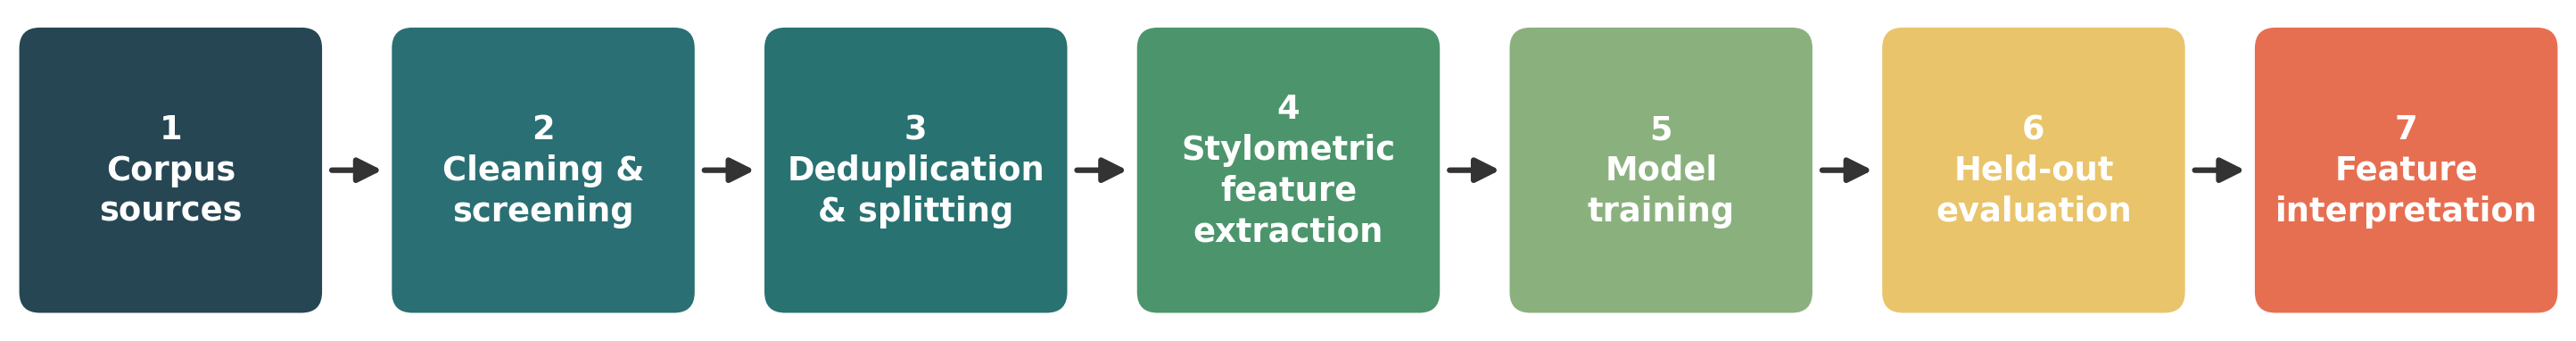 1
Corpus
sources
2
Cleaning &
screening
3
Deduplication
& splitting
4
Stylometric
feature
extraction
5
Model
training
6
Held-out
evaluation
7
Feature
interpretation